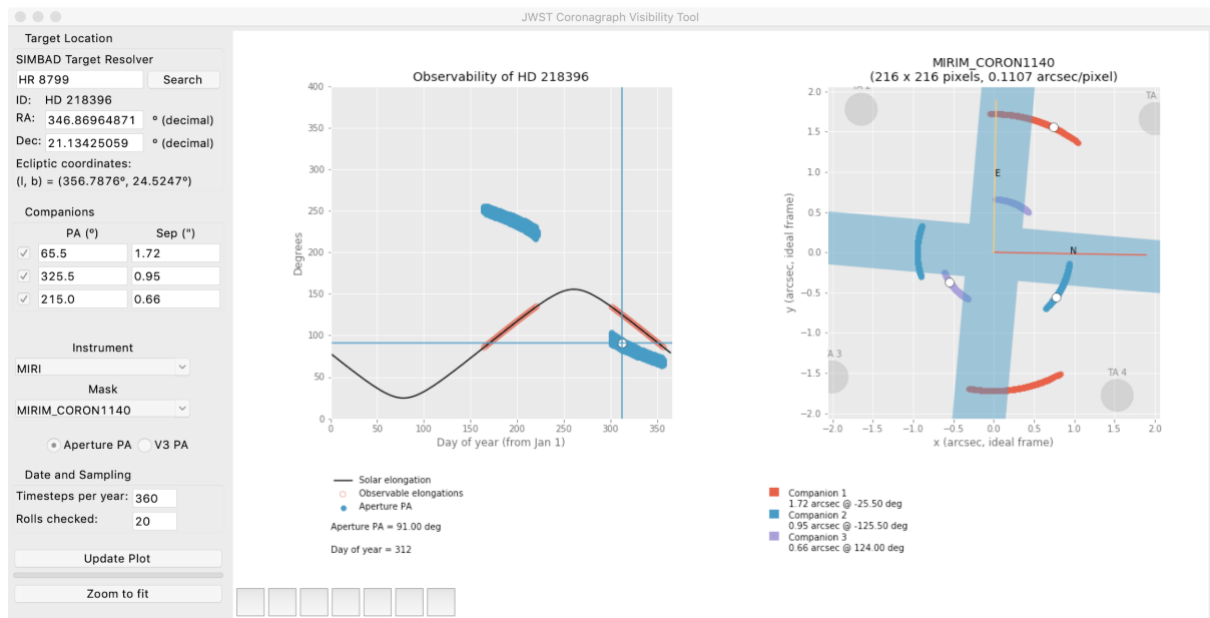 JWST Coronagraph Visibility Tool
Target Location
SIMBAD Target Resolver
HR 8799 Search
ID: HD 218396
RA: 346.86964871 ° (decimal)
Dec: 21.13425059 ° (decimal)
Ecliptic coordinates:
(l, b) = (356.7876°, 24.5247°)
Companions
PA (°) Sep (")
65.5 1.72
325.5 0.95
215.0 0.66
Instrument
MIRI
Mask
MIRIM_CORON1140
Aperture PA V3 PA
Date and Sampling
Timesteps per year: 360
Rolls checked: 20
Update Plot
Zoom to fit
Observability of HD 218396
400
350
300
250
200
150
100
50
0
Degrees
0 50 100 150 200 250 300 350
Day of year (from Jan 1)
Solar elongation
Observable elongations
Aperture PA
Aperture PA = 91.00 deg
Day of year = 312
MIRIM_CORON1140
(216 x 216 pixels, 0.1107 arcsec/pixel)
TA 2
TA
E
N
A 3
TA 4
2.0
1.5
1.0
0.5
0.0
−0.5
−1.0
−1.5
−2.0
y (arcsec, ideal frame)
−2.0 −1.5 −1.0 −0.5 0.0 0.5 1.0 1.5 2.0
x (arcsec, ideal frame)
Companion 1
1.72 arcsec @ -25.50 deg
Companion 2
0.95 arcsec @ -125.50 deg
Companion 3
0.66 arcsec @ 124.00 deg